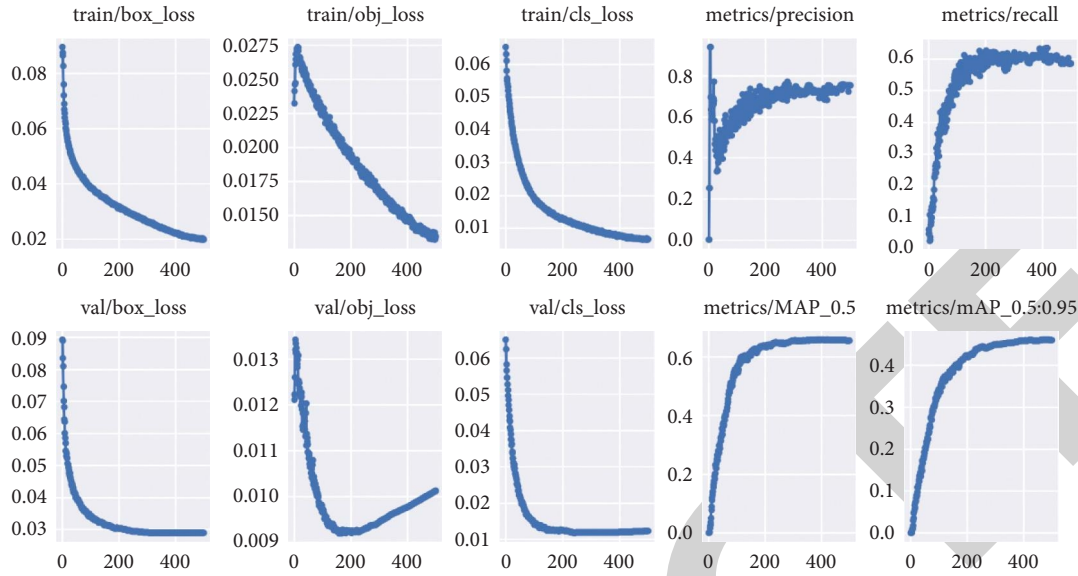 train/box_loss train/obj_loss train/cls_loss metrics/precision metrics/recall
0.08 0.06 0.04 0.02
0 200 400
0.0275 0.0250 0.0225 0.0200 0.0175 0.0150
0 200 400
0.06 0.05 0.04 0.03 0.02 0.01
0 200 400
0.8 0.6 0.4 0.2 0.0
0 200 400
0.6 0.5 0.4 0.3 0.2 0.1 0.0
0 200 400
val/box_loss val/obj_loss val/cls_loss metrics/MAP_0.5 metrics/mAP_0.5:0.95
0.09 0.08 0.07 0.06 0.05 0.04 0.03
0 200 400
0.013 0.012 0.011 0.010 0.009
0 200 400
0.06 0.05 0.04 0.03 0.02 0.01
0 200 400
0.6 0.4 0.2 0.0
0 200 400
0.4 0.3 0.2 0.1 0.0
0 200 400